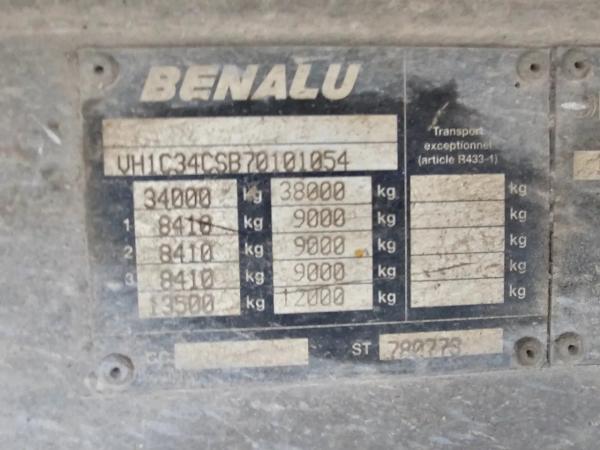 BENALU
VH1C34CSB70101054
Transport
exceptionnel
(article R433-1)
34000 kg 38000 kg kg
1 8410 kg 9000 kg kg
2 8410 kg 9000 kg kg
3 8410 kg 9000 kg kg
13500 kg 12000 kg kg
ST